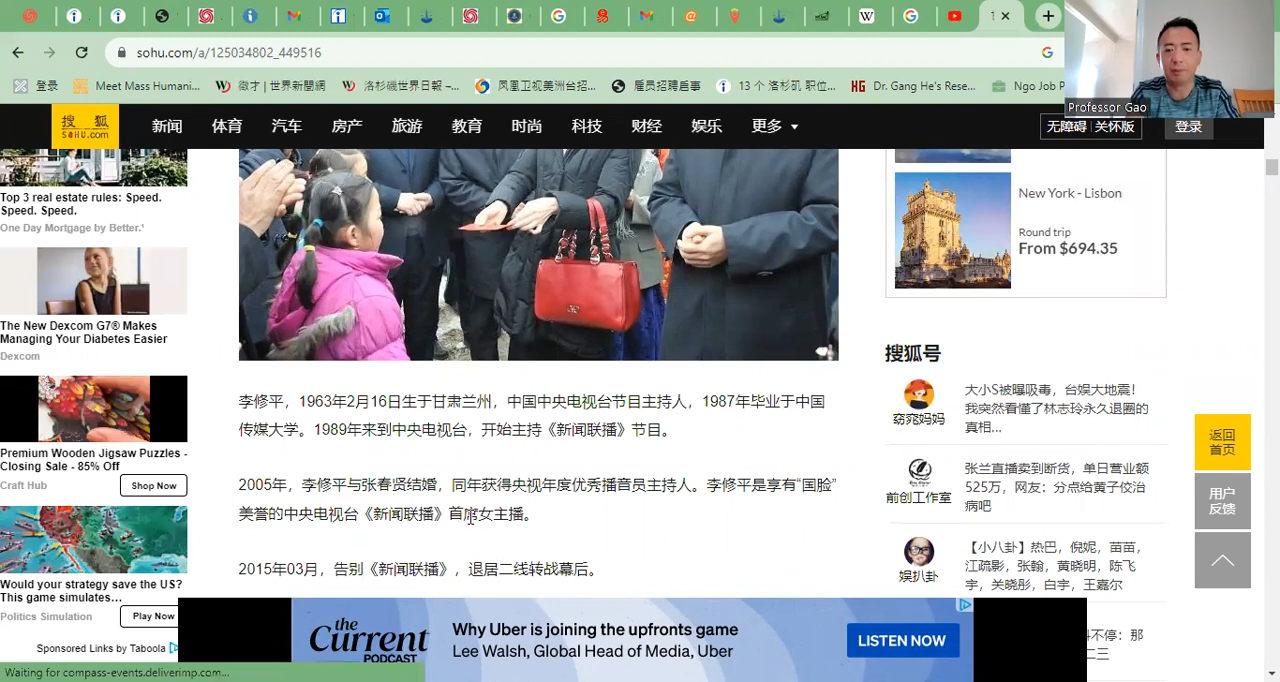 sohu.com/a/125034802_449516
登录
Meet Mass Humani...
徵才 | 世界新聞網
洛杉磯世界日報 –...
凤凰卫视美洲台招...
雇员招聘启事
13 个 洛杉矶 职位...
Dr. Gang He's Rese...
Ngo Job P
Professor Gao
搜 狐
SOHU.com
新闻
体育
汽车
房产
旅游
教育
时尚
科技
财经
娱乐
更多
无障碍
关怀版
登录
Top 3 real estate rules: Speed.
Speed. Speed.
One Day Mortgage by Better.¹
The New Dexcom G7® Makes
Managing Your Diabetes Easier
Dexcom
Premium Wooden Jigsaw Puzzles -
Closing Sale - 85% Off
Craft Hub
Shop Now
Would your strategy save the US?
This game simulates...
Politics Simulation
Play Now
Sponsored Links by Taboola
Waiting for compass-events.deliverimp.com...
李修平，1963年2月16日生于甘肃兰州，中国中央电视台节目主持人，1987年毕业于中国
传媒大学。1989年来到中央电视台，开始主持《新闻联播》节目。
2005年，李修平与张春贤结婚，同年获得央视年度优秀播音员主持人。李修平是享有“国脸”
美誉的中央电视台《新闻联播》首席女主播。
2015年03月，告别《新闻联播》，退居二线转战幕后。
the
Current
PODCAST
Why Uber is joining the upfronts game
Lee Walsh, Global Head of Media, Uber
LISTEN NOW
New York - Lisbon
Round trip
From $694.35
搜狐号
窈窕妈妈
大小S被曝吸毒，台娱大地震！
我突然看懂了林志玲永久退圈的
真相...
前创工作室
张兰直播卖到断货，单日营业额
525万，网友：分点给黄子佼治
病吧
娱扒卦
【小八卦】热巴，倪妮，苗苗，
江疏影，张翰，黄晓明，陈飞
宇，关晓彤，白宇，王嘉尔
料不停：那
二三
返回
首页
用户
反馈